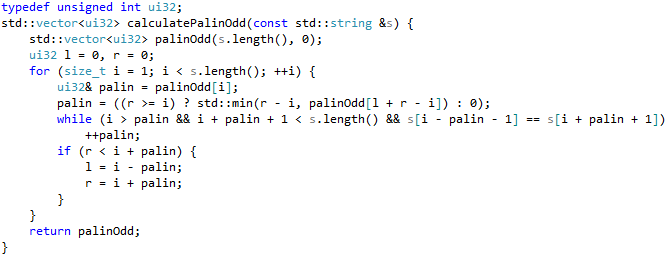 typedef unsigned int ui32;
std::vector<ui32> calculatePalinOdd(const std::string &s) {
    std::vector<ui32> palinOdd(s.length(), 0);
    ui32 l = 0, r = 0;
    for (size_t i = 1; i < s.length(); ++i) {
        ui32& palin = palinOdd[i];
        palin = ((r >= i) ? std::min(r - i, palinOdd[l + r - i]) : 0);
        while (i > palin && i + palin + 1 < s.length() && s[i - palin - 1] == s[i + palin + 1])
            ++palin;
        if (r < i + palin) {
            l = i - palin;
            r = i + palin;
        }
    }
    return palinOdd;
}